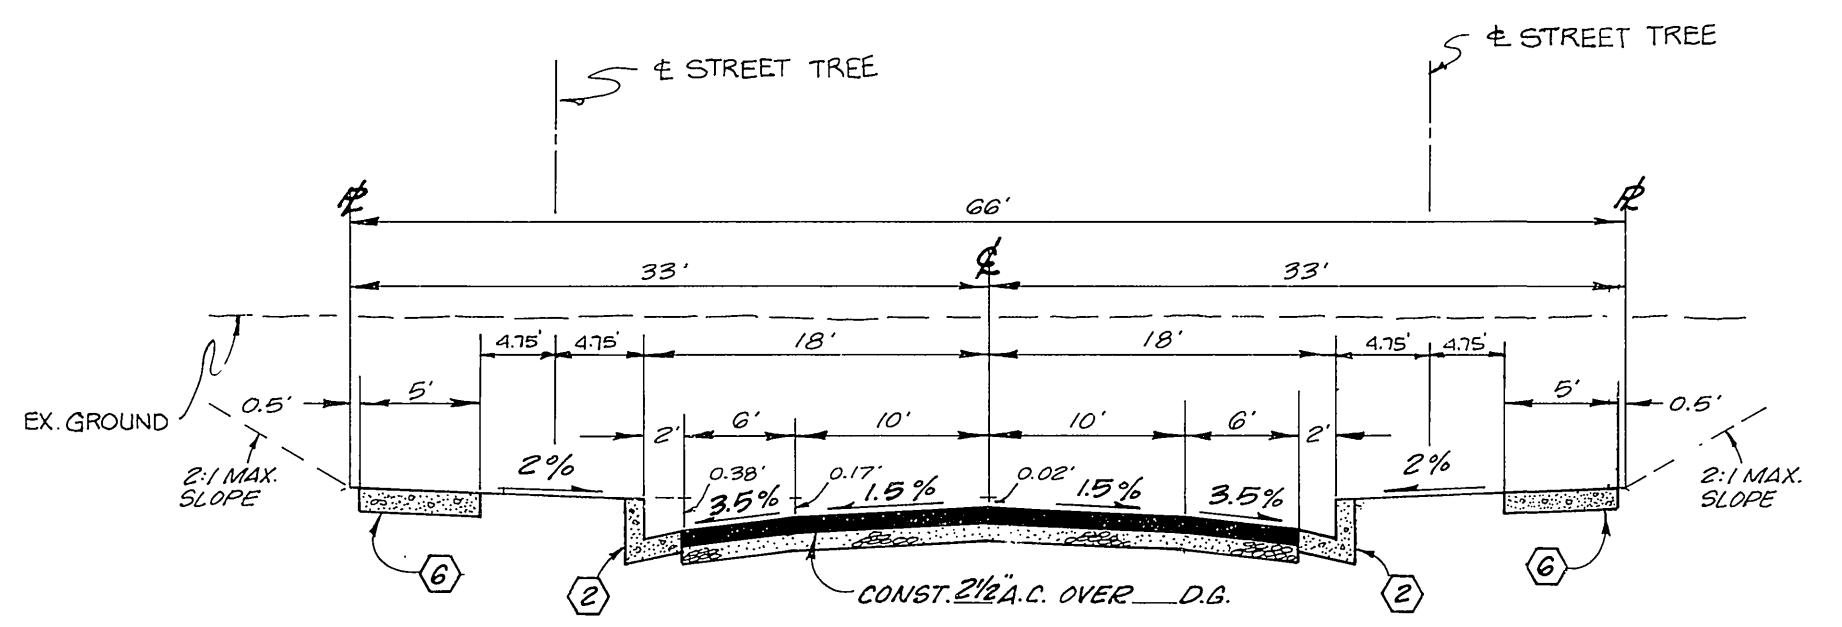 ℄ STREET TREE
℄ STREET TREE
⅊ ⅊
66'
℄
33' 33'
4.75' 4.75' 18' 18' 4.75' 4.75'
0.5' 5' 5' 0.5'
EX. GROUND
2' 6' 10' 10' 6' 2'
2% 2%
0.38' 0.17' 0.02'
3.5% 1.5% 1.5% 3.5%
2:1 MAX.
SLOPE
2:1 MAX.
SLOPE
6 2 2 6
CONST. 2½" A.C. OVER ___ D.G.